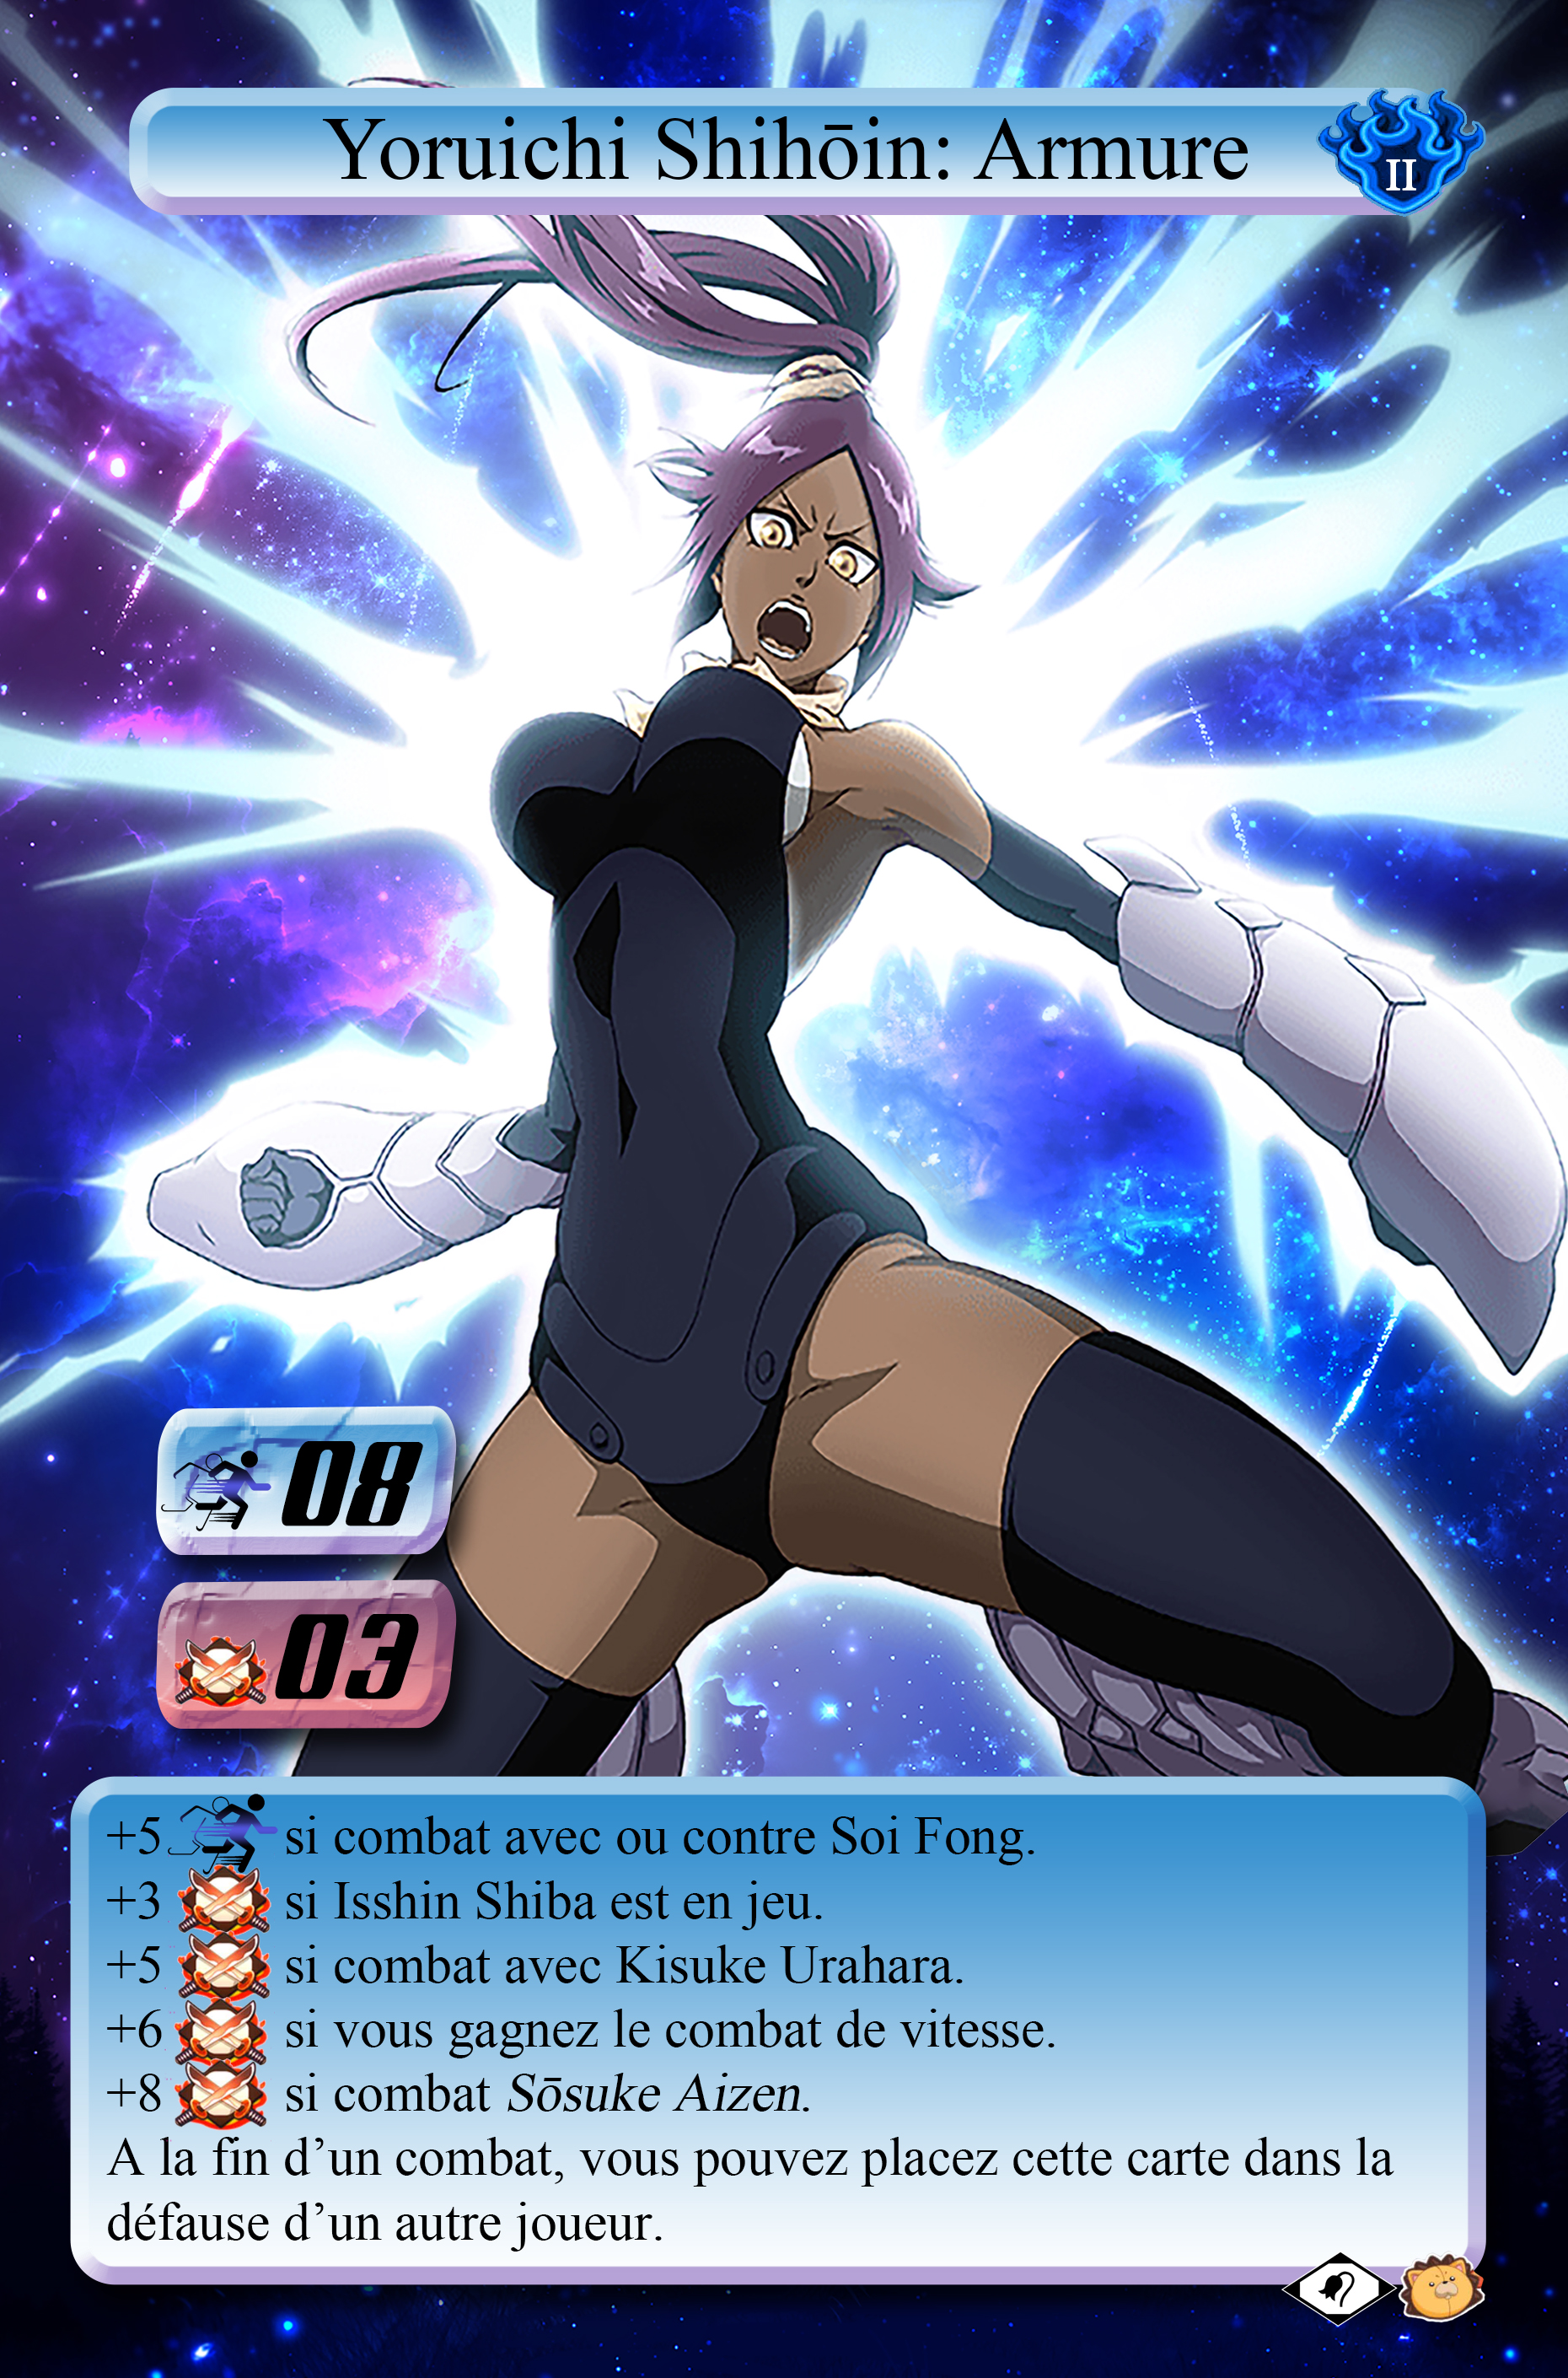 Yoruichi Shihōin: Armure
II
08
03
+5 si combat avec ou contre Soi Fong.
+3 si Isshin Shiba est en jeu.
+5 si combat avec Kisuke Urahara.
+6 si vous gagnez le combat de vitesse.
+8 si combat Sōsuke Aizen.
A la fin d’un combat, vous pouvez placez cette carte dans la
défause d’un autre joueur.